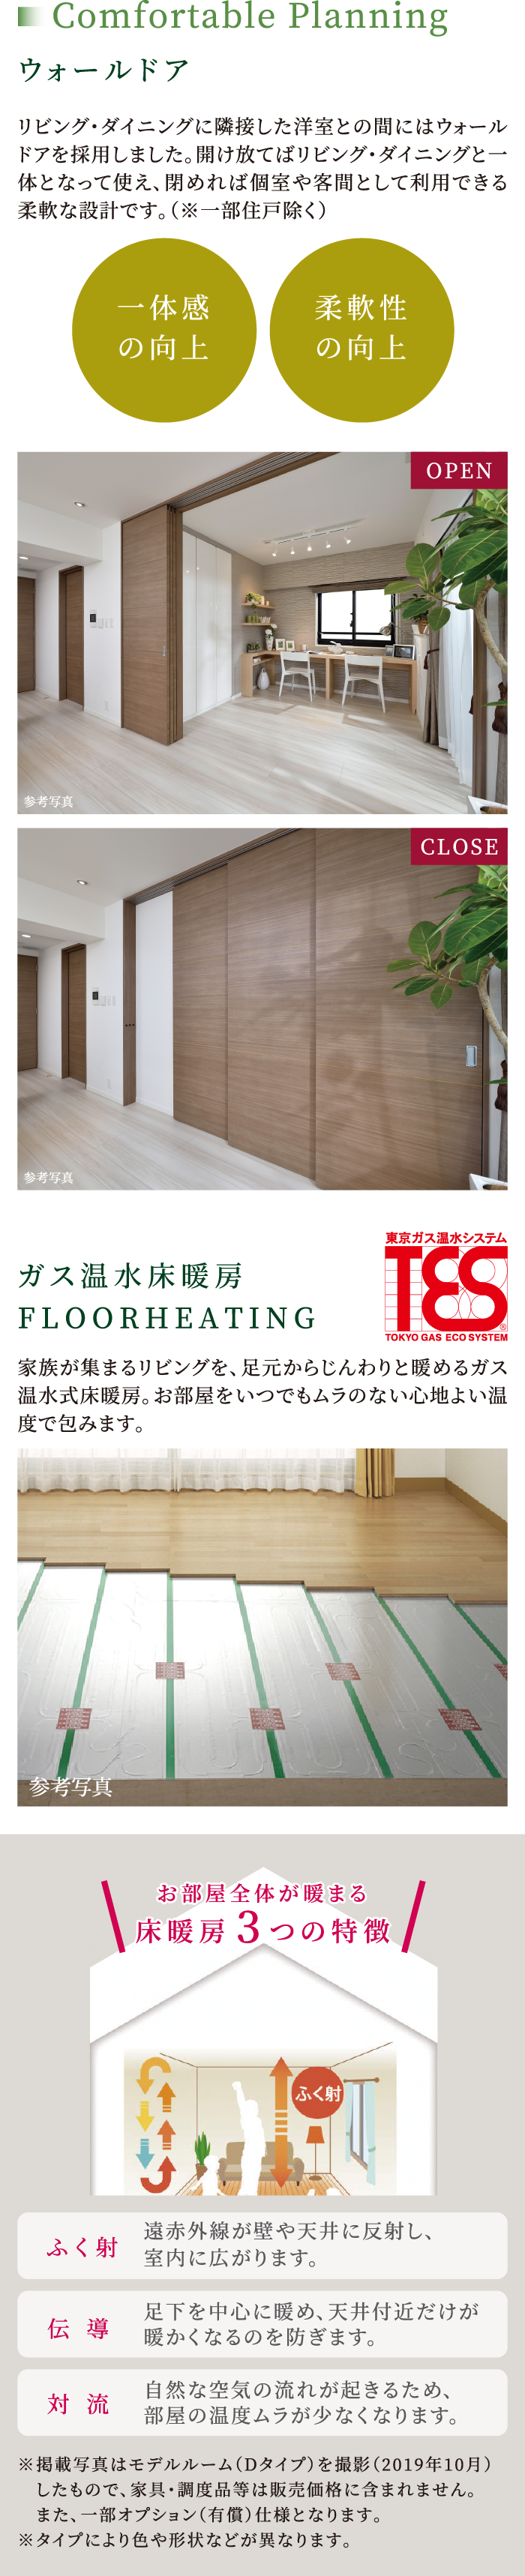 Comfortable Planning
ウォールドア
リビング・ダイニングに隣接した洋室との間にはウォール
ドアを採用しました。開け放てばリビング・ダイニングと一
体となって使え、閉めれば個室や客間として利用できる
柔軟な設計です。（※一部住戸除く）
一体感
の向上
柔軟性
の向上
OPEN
参考写真
CLOSE
参考写真
東京ガス温水システム
TES
TOKYO GAS ECO SYSTEM
ガス温水床暖房
FLOORHEATING
家族が集まるリビングを、足元からじんわりと暖めるガス
温水式床暖房。お部屋をいつでもムラのない心地よい温
度で包みます。
参考写真
お部屋全体が暖まる
床暖房3つの特徴
ふく射
ふく射
遠赤外線が壁や天井に反射し、
室内に広がります。
伝 導
足下を中心に暖め、天井付近だけが
暖かくなるのを防ぎます。
対 流
自然な空気の流れが起きるため、
部屋の温度ムラが少なくなります。
※掲載写真はモデルルーム（Dタイプ）を撮影（2019年10月）
したもので、家具・調度品等は販売価格に含まれません。
また、一部オプション（有償）仕様となります。
※タイプにより色や形状などが異なります。